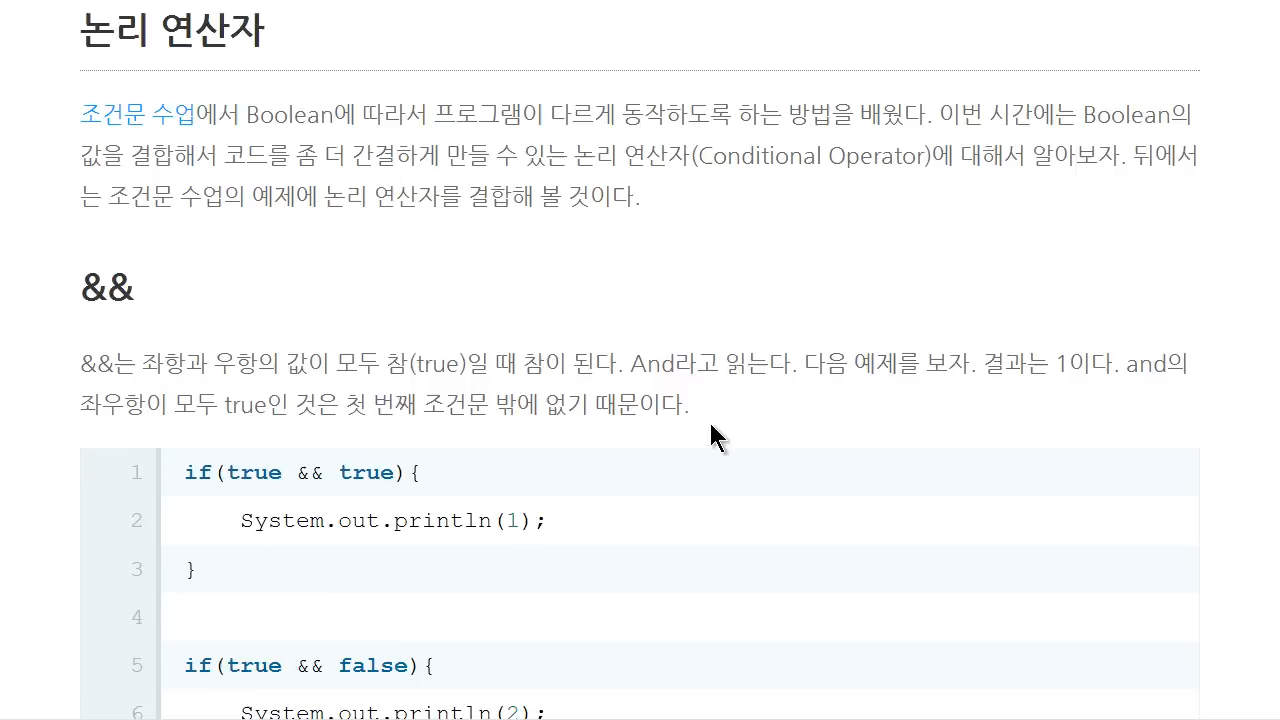 논리 연산자
조건문 수업에서 Boolean에 따라서 프로그램이 다르게 동작하도록 하는 방법을 배웠다. 이번 시간에는 Boolean의
값을 결합해서 코드를 좀 더 간결하게 만들 수 있는 논리 연산자(Conditional Operator)에 대해서 알아보자. 뒤에서
는 조건문 수업의 예제에 논리 연산자를 결합해 볼 것이다.
&&
&&는 좌항과 우항의 값이 모두 참(true)일 때 참이 된다. And라고 읽는다. 다음 예제를 보자. 결과는 1이다. and의
좌우항이 모두 true인 것은 첫 번째 조건문 밖에 없기 때문이다.
1 if(true && true){
2     System.out.println(1);
3 }
4
5 if(true && false){
6     System.out.println(2);